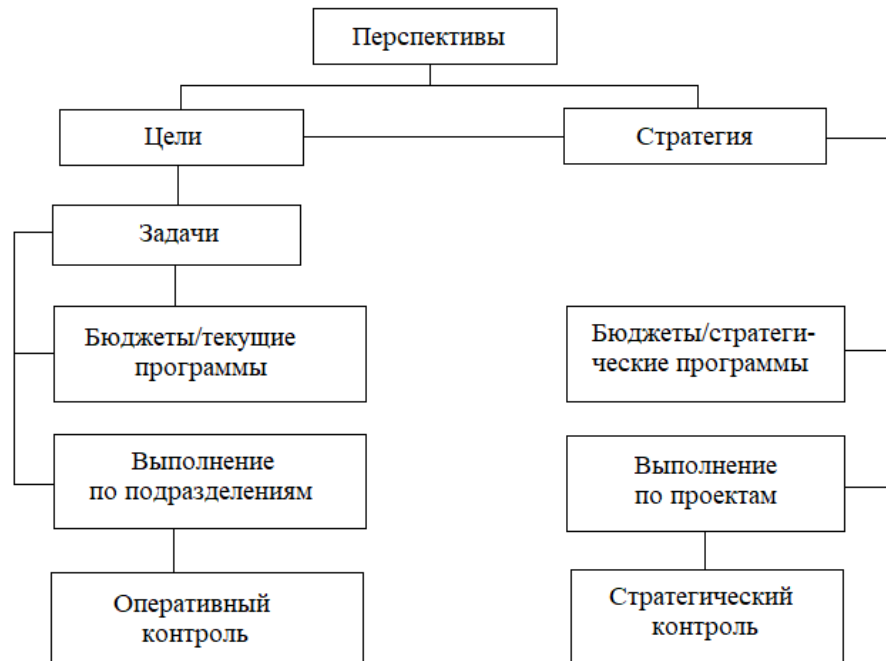 Перспективы
Цели
Стратегия
Задачи
Бюджеты/текущие
программы
Бюджеты/стратеги-
ческие программы
Выполнение
по подразделениям
Выполнение
по проектам
Оперативный
контроль
Стратегический
контроль